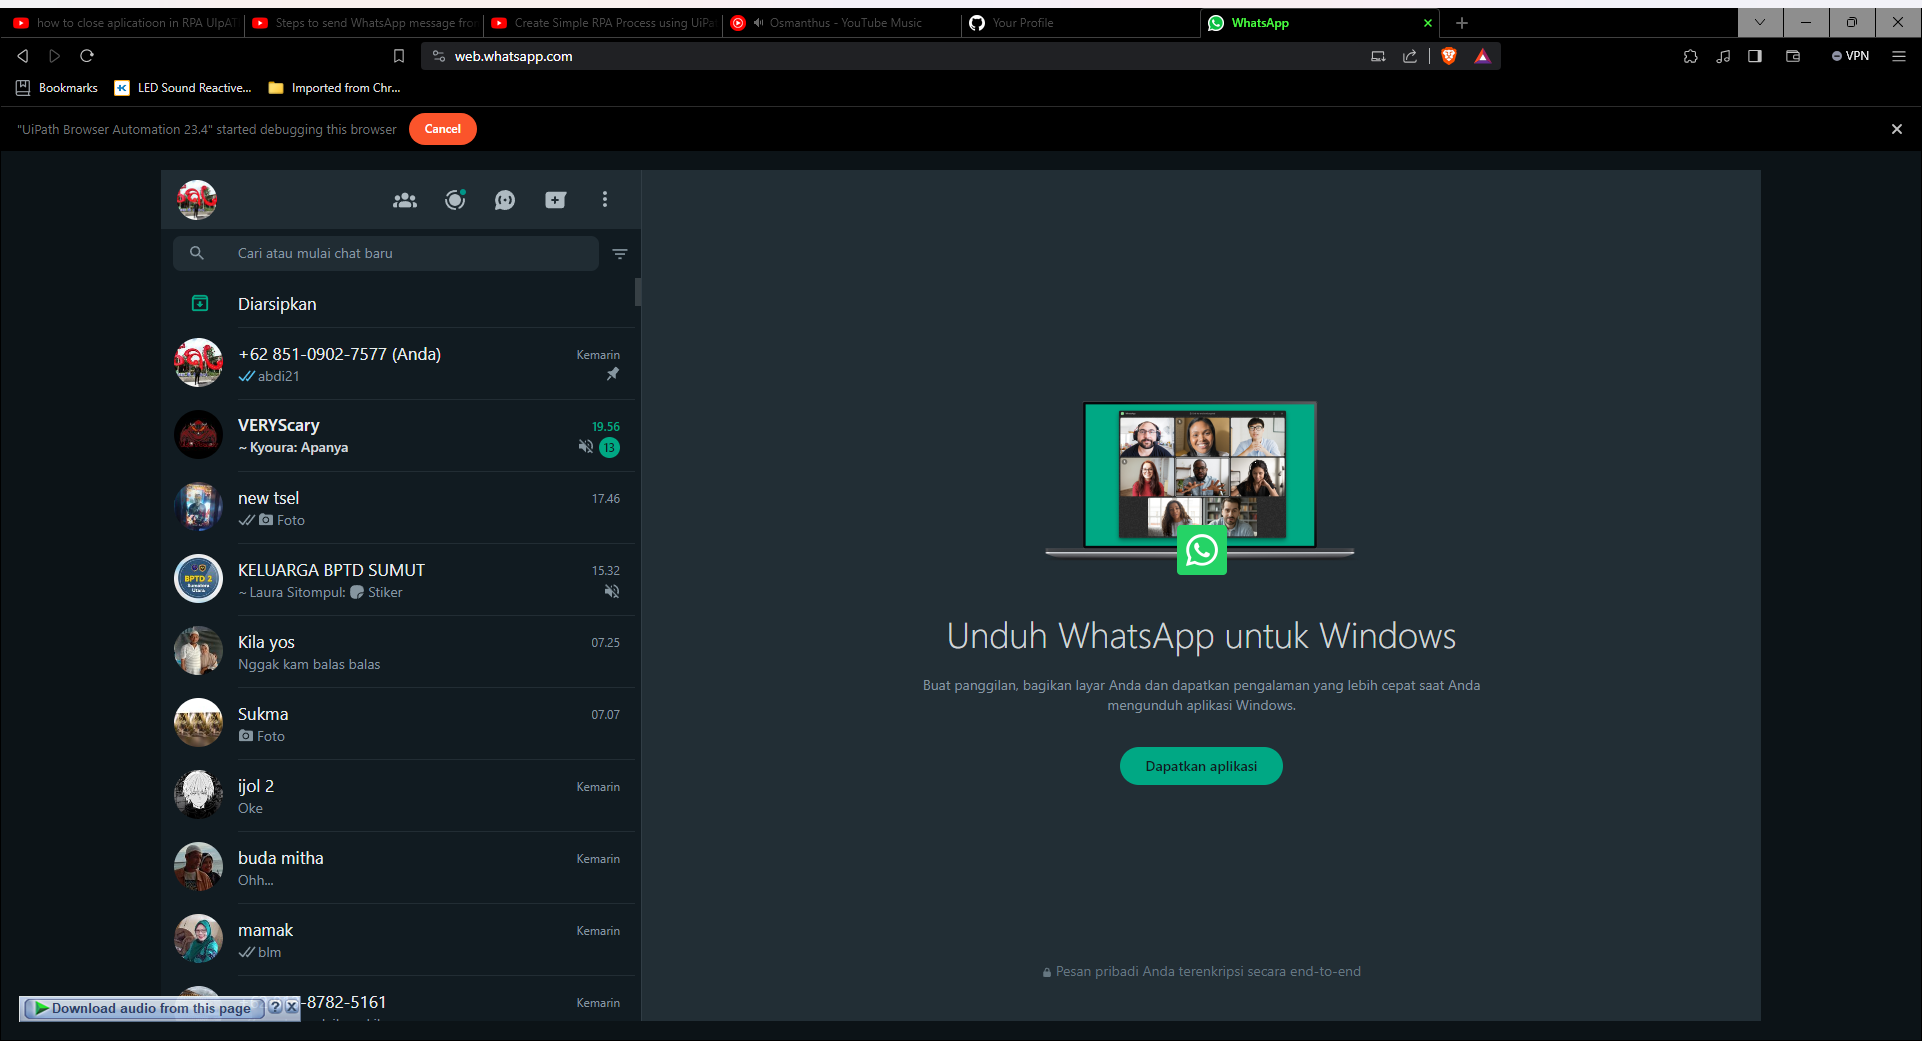 how to close aplicatioon in RPA UIpAT
Steps to send WhatsApp message fro
Create Simple RPA Process using UiPa
Osmanthus - YouTube Music
Your Profile
WhatsApp
web.whatsapp.com
VPN
Bookmarks
LED Sound Reactive...
Imported from Chr...
"UiPath Browser Automation 23.4" started debugging this browser
Cancel
Cari atau mulai chat baru
Diarsipkan
+62 851-0902-7577 (Anda)
Kemarin
abdi21
VERYScary
19.56
~ Kyoura: Apanya
13
new tsel
17.46
Foto
BPTD 2
Sumatera
Utara
KELUARGA BPTD SUMUT
15.32
~ Laura Sitompul: Stiker
Kila yos
07.25
Nggak kam balas balas
Sukma
07.07
Foto
ijol 2
Kemarin
Oke
buda mitha
Kemarin
Ohh...
mamak
Kemarin
blm
-8782-5161
Kemarin
Download audio from this page
Unduh WhatsApp untuk Windows
Buat panggilan, bagikan layar Anda dan dapatkan pengalaman yang lebih cepat saat Anda
mengunduh aplikasi Windows.
Dapatkan aplikasi
Pesan pribadi Anda terenkripsi secara end-to-end